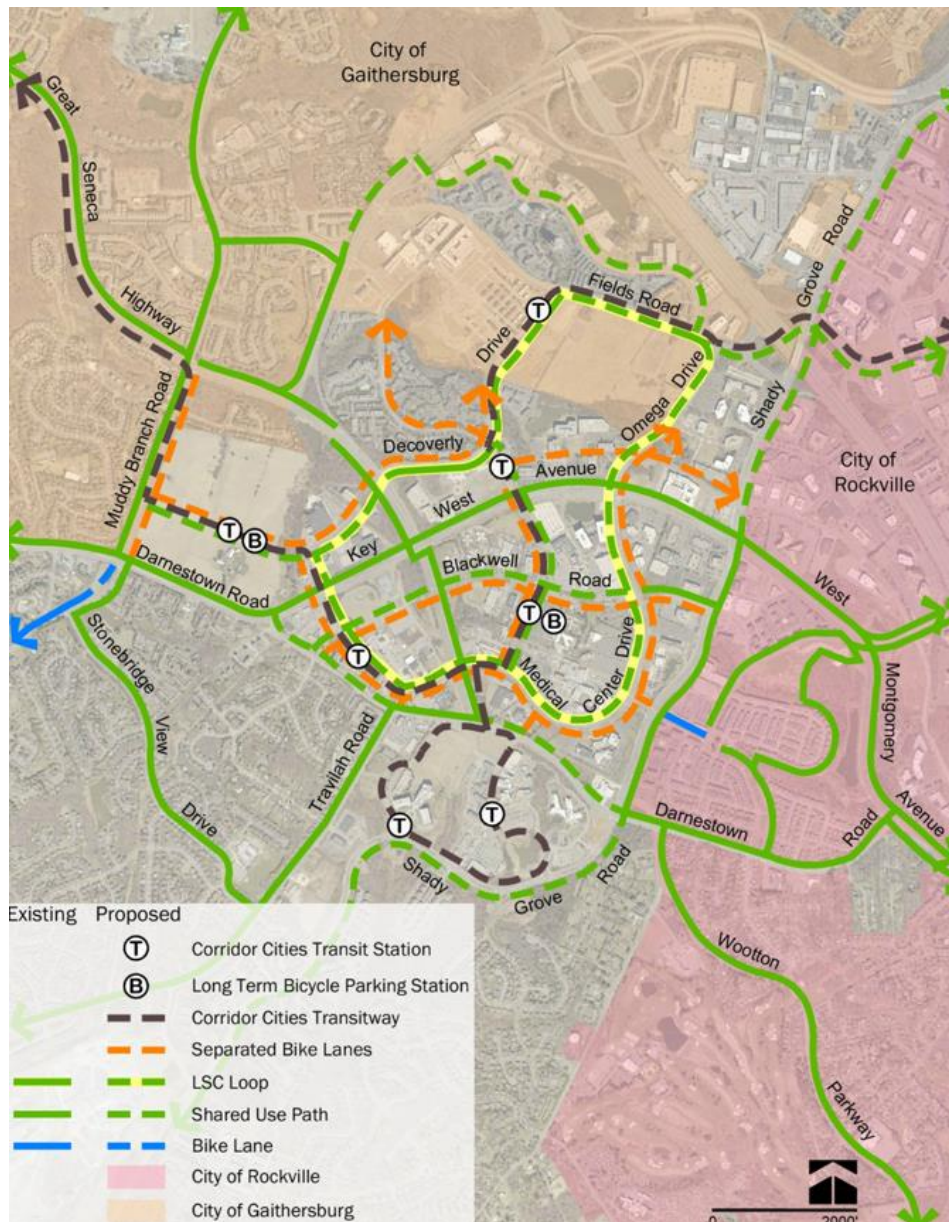 City of
Gaithersburg
Great
Seneca
Highway
Muddy Branch Road
Fields Road
Shady Grove Road
Drive
Omega Drive
Decoverly
City of
Rockville
T
T
T
B
T
B
T
T
T
Key West Avenue
West
Montgomery
Avenue
Darnestown Road
Blackwell Road
Medical
Center Drive
Stonebridge
View
Drive
Travilah Road
Darnestown Road
Shady
Grove Road
Wootton
Parkway
Existing Proposed
T Corridor Cities Transit Station
B Long Term Bicycle Parking Station
Corridor Cities Transitway
Separated Bike Lanes
LSC Loop
Shared Use Path
Bike Lane
City of Rockville
City of Gaithersburg
0 2000'